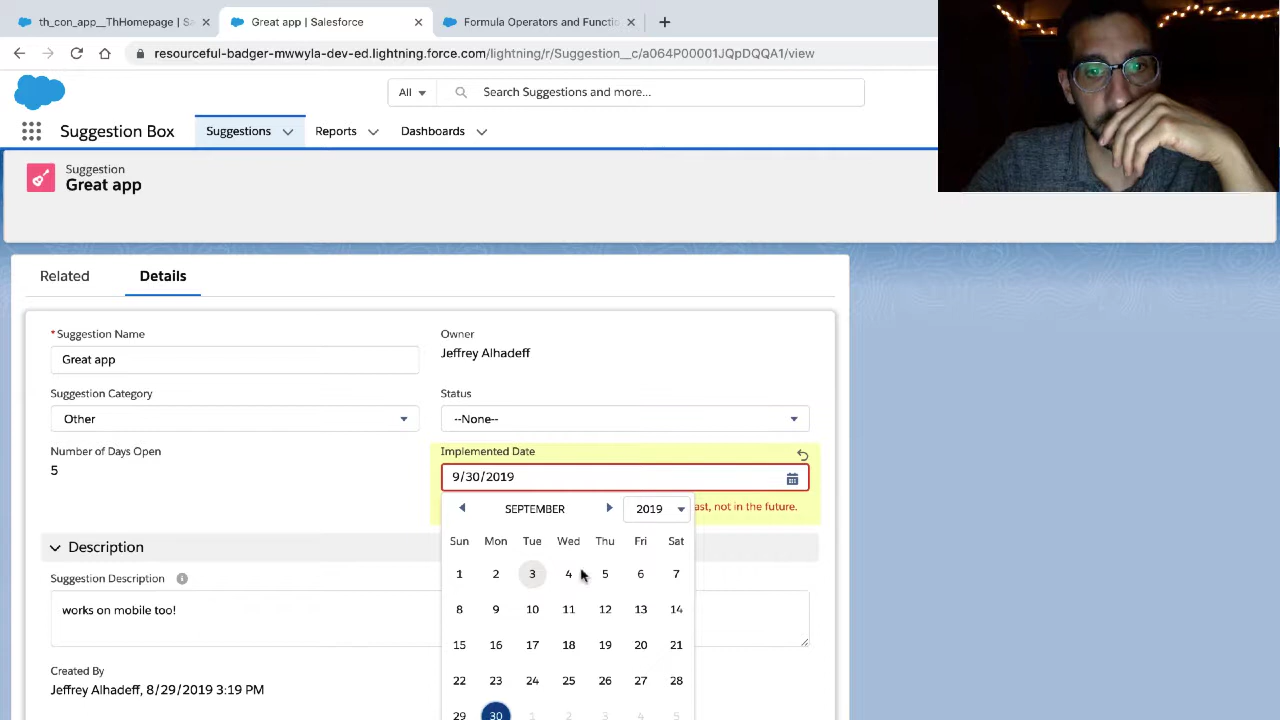 th_con_app__ThHomepage | Sa
Great app | Salesforce
Formula Operators and Functio
resourceful-badger-mwwyla-dev-ed.lightning.force.com/lightning/r/Suggestion__c/a064P00001JQpDQQA1/view
All
Search Suggestions and more...
Suggestion Box
Suggestions
Reports
Dashboards
Suggestion
Great app
Related
Details
*Suggestion Name
Great app
Owner
Jeffrey Alhadeff
Suggestion Category
Other
Status
--None--
Number of Days Open
5
Implemented Date
9/30/2019
ast, not in the future.
SEPTEMBER
2019
Sun Mon Tue Wed Thu Fri Sat
1 2 3 4 5 6 7
8 9 10 11 12 13 14
15 16 17 18 19 20 21
22 23 24 25 26 27 28
29 30 1 2 3 4 5
Description
Suggestion Description
works on mobile too!
Created By
Jeffrey Alhadeff, 8/29/2019 3:19 PM